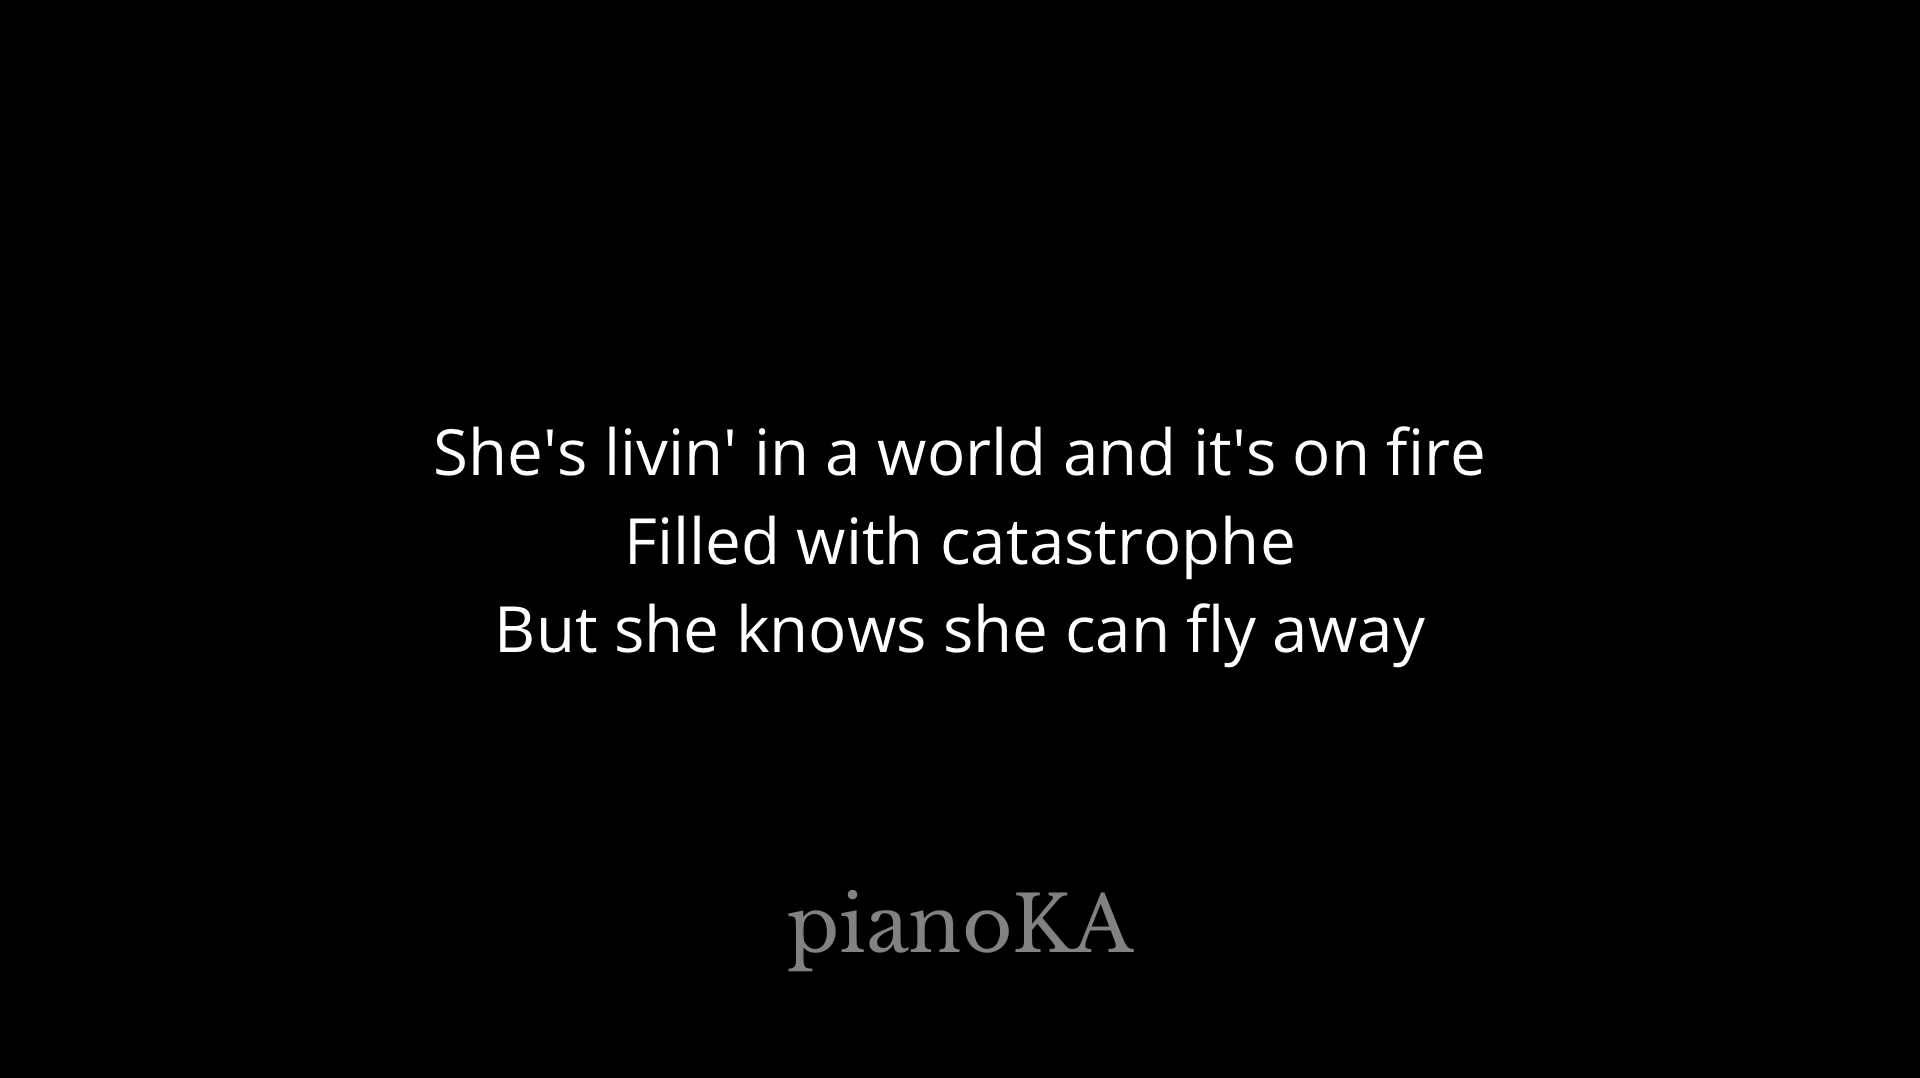 She's livin' in a world and it's on fire
Filled with catastrophe
But she knows she can fly away
pianoKA